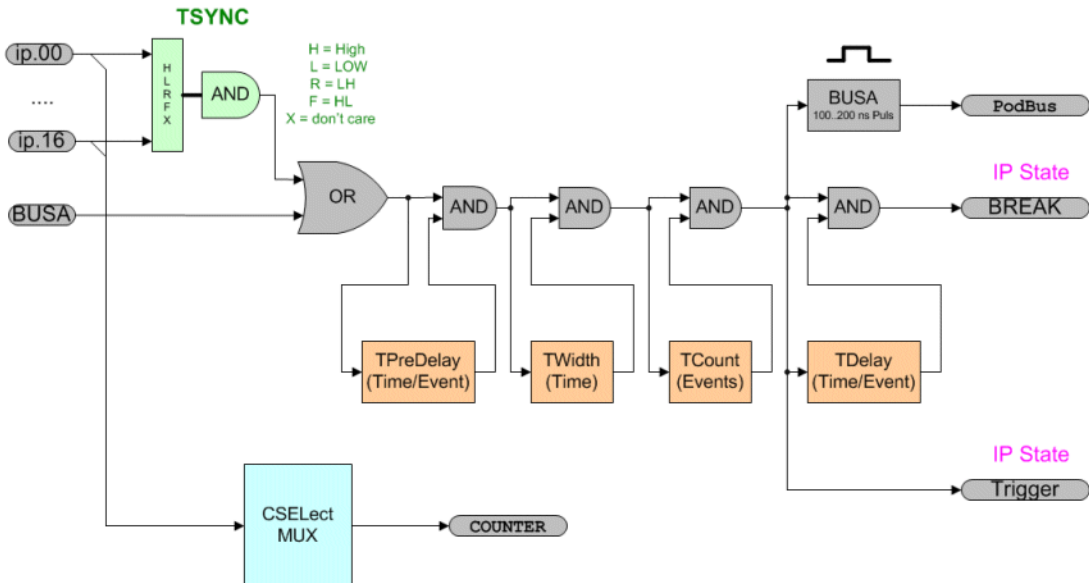 TSYNC
ip.00
....
ip.16
BUSA
H
L
R
F
X
AND
H = High
L = LOW
R = LH
F = HL
X = don't care
OR
AND
AND
AND
AND
BUSA
100..200 ns Puls
PodBus
IP State
BREAK
TPreDelay
(Time/Event)
TWidth
(Time)
TCount
(Events)
TDelay
(Time/Event)
IP State
Trigger
CSELect
MUX
COUNTER